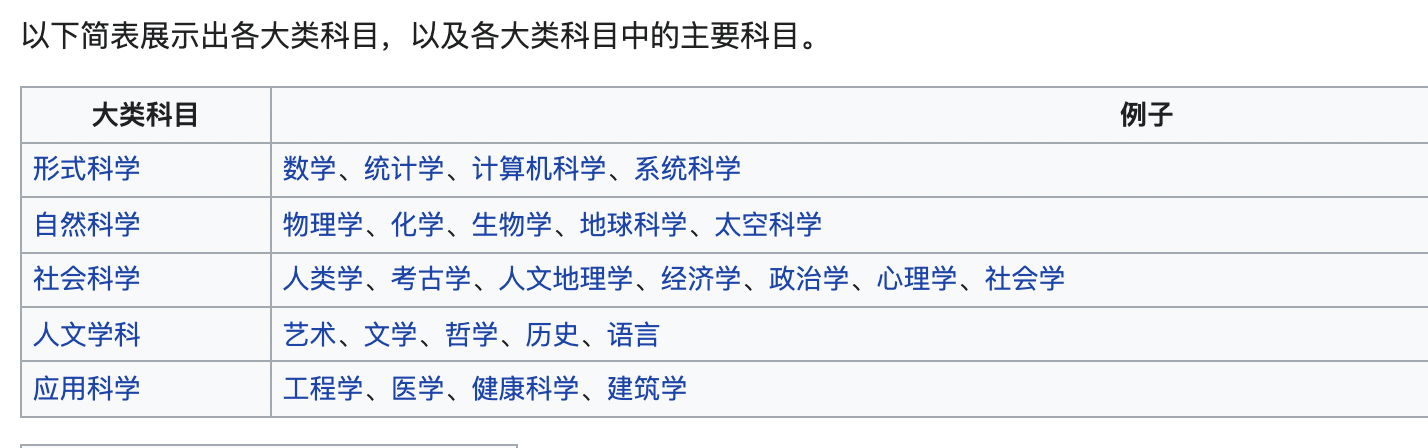 以下简表展示出各大类科目，以及各大类科目中的主要科目。
大类科目 例子
形式科学 数学、统计学、计算机科学、系统科学
自然科学 物理学、化学、生物学、地球科学、太空科学
社会科学 人类学、考古学、人文地理学、经济学、政治学、心理学、社会学
人文学科 艺术、文学、哲学、历史、语言
应用科学 工程学、医学、健康科学、建筑学